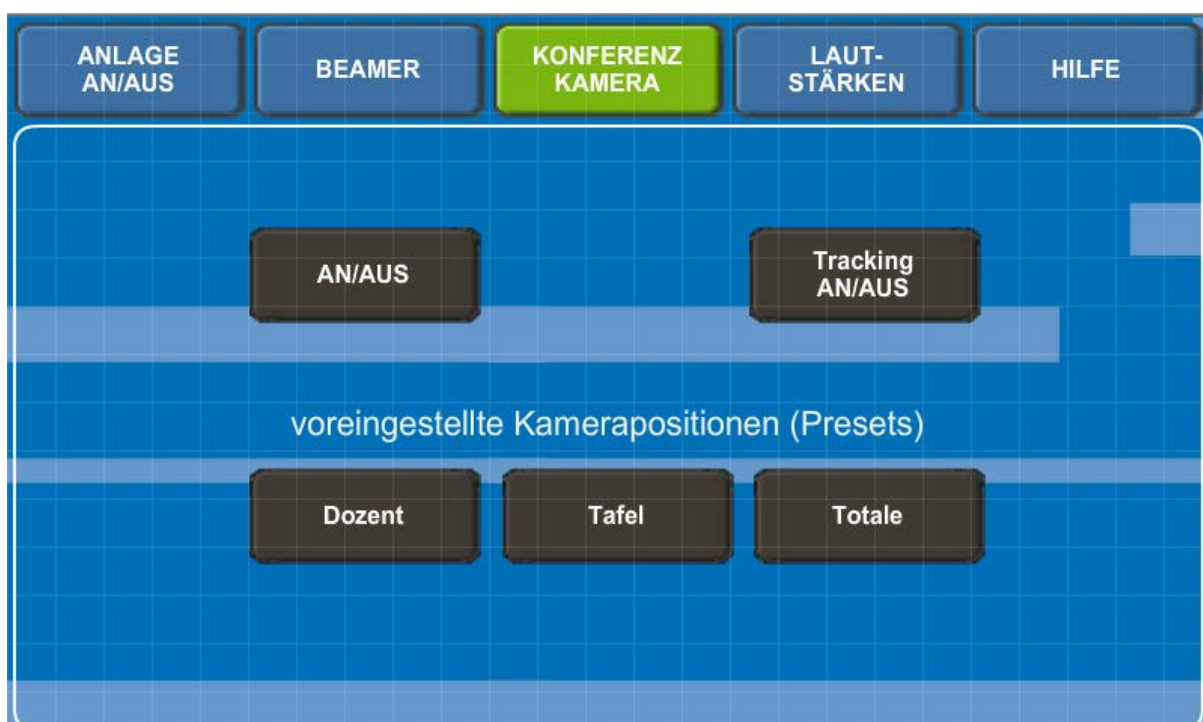 ANLAGE
AN/AUS
BEAMER
KONFERENZ
KAMERA
LAUT-
STÄRKEN
HILFE
AN/AUS
Tracking
AN/AUS
voreingestellte Kamerapositionen (Presets)
Dozent
Tafel
Totale